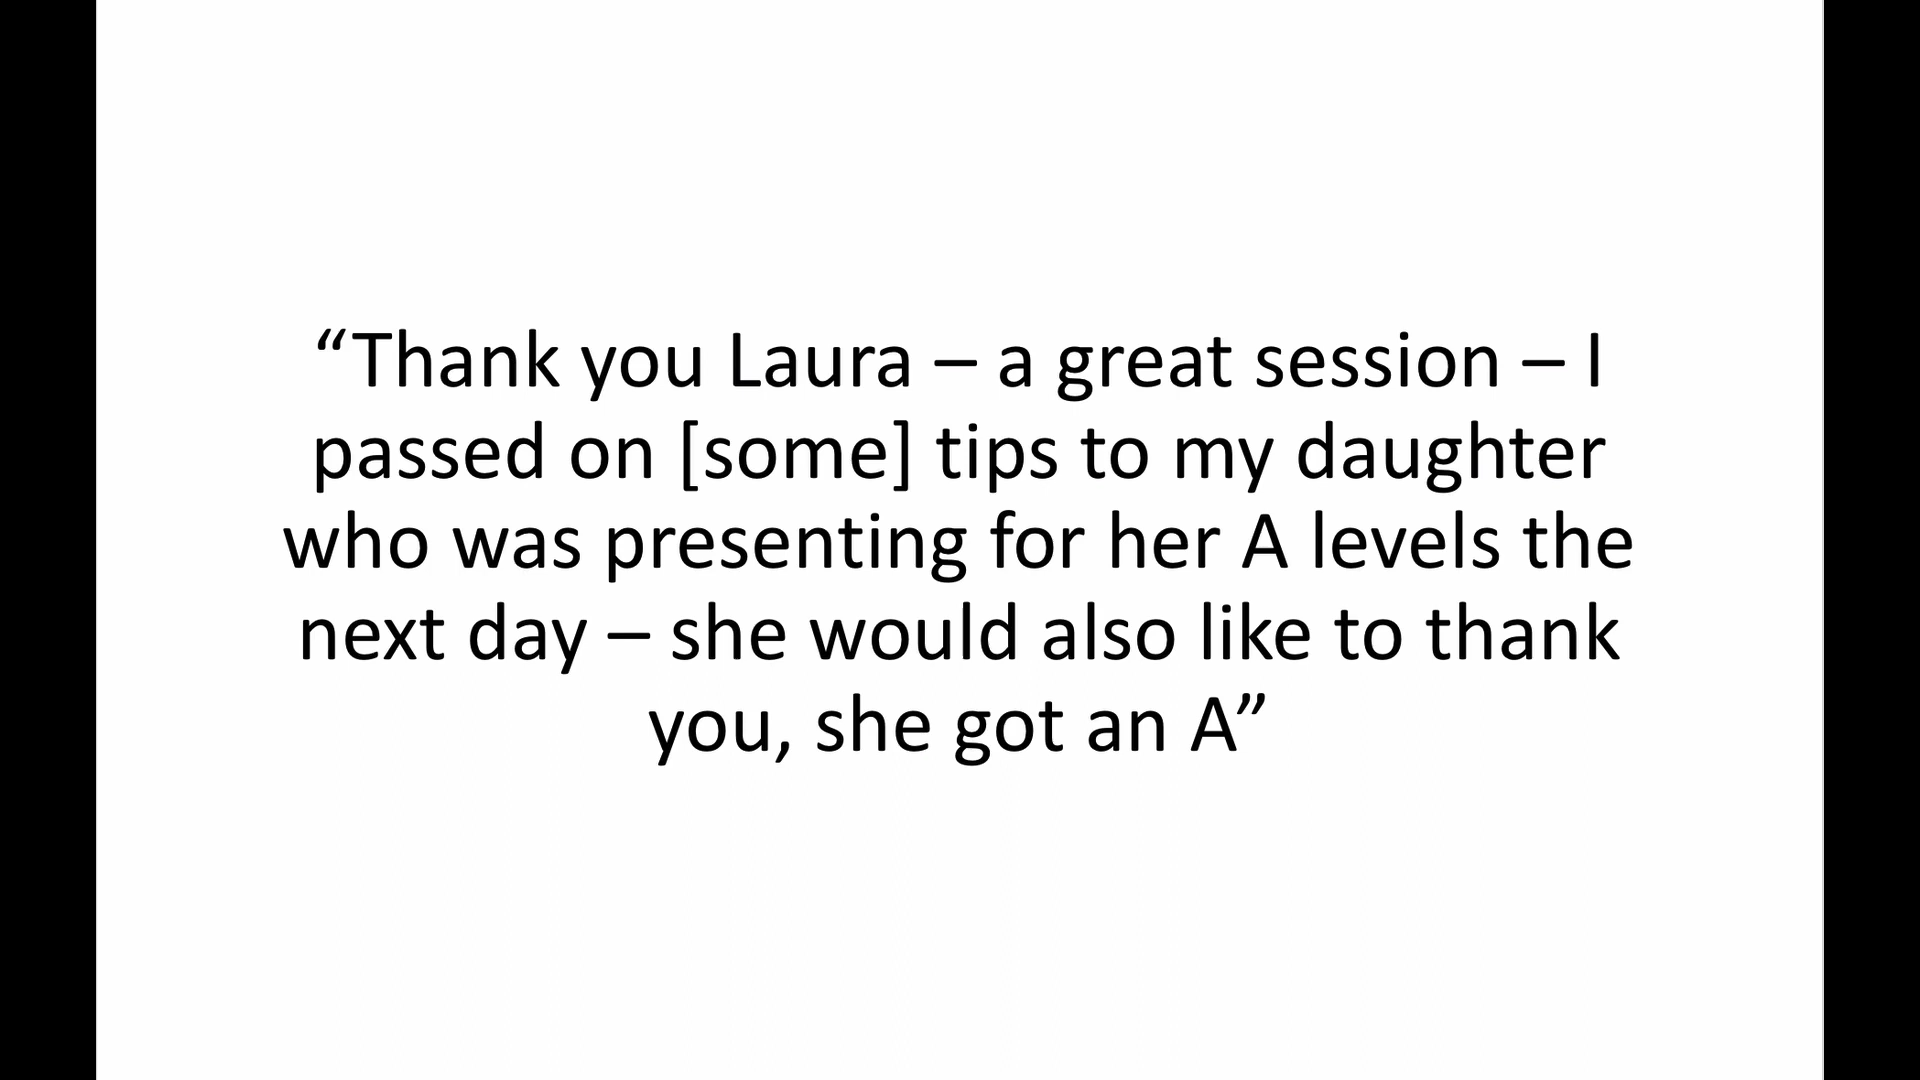 “Thank you Laura – a great session – I
passed on [some] tips to my daughter
who was presenting for her A levels the
next day – she would also like to thank
you, she got an A”